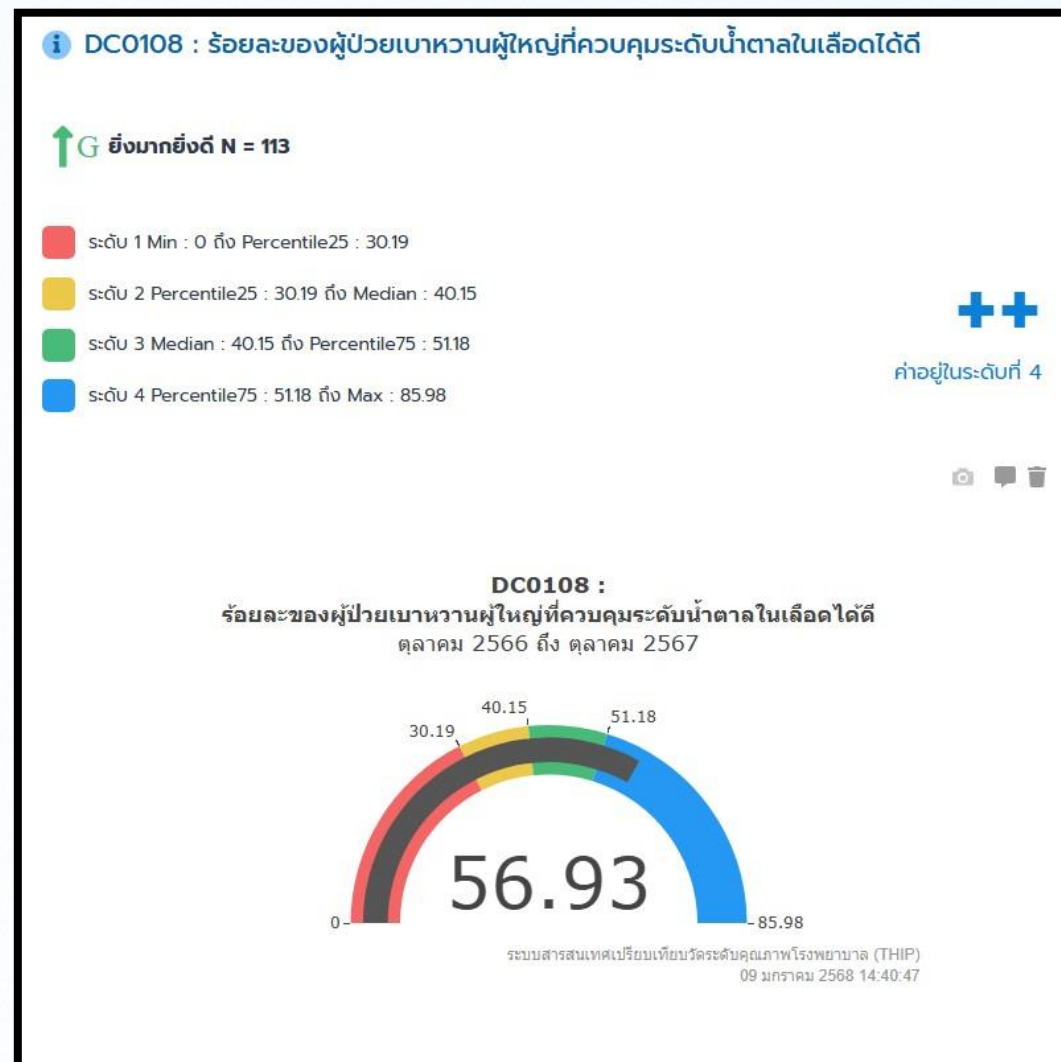 i DC0108 : ร้อยละของผู้ป่วยเบาหวานผู้ใหญ่ที่ควบคุมระดับน้ำตาลในเลือดได้ดี
G ยิ่งมากยิ่งดี N = 113
ระดับ 1 Min : 0 ถึง Percentile25 : 30.19
ระดับ 2 Percentile25 : 30.19 ถึง Median : 40.15
ระดับ 3 Median : 40.15 ถึง Percentile75 : 51.18
ระดับ 4 Percentile75 : 51.18 ถึง Max : 85.98
++
ค่าอยู่ในระดับที่ 4
DC0108 :
ร้อยละของผู้ป่วยเบาหวานผู้ใหญ่ที่ควบคุมระดับน้ำตาลในเลือดได้ดี
ตุลาคม 2566 ถึง ตุลาคม 2567
40.15
30.19
51.18
56.93
0
85.98
ระบบสารสนเทศเปรียบเทียบวัดระดับคุณภาพโรงพยาบาล (THIP)
09 มกราคม 2568 14:40:47